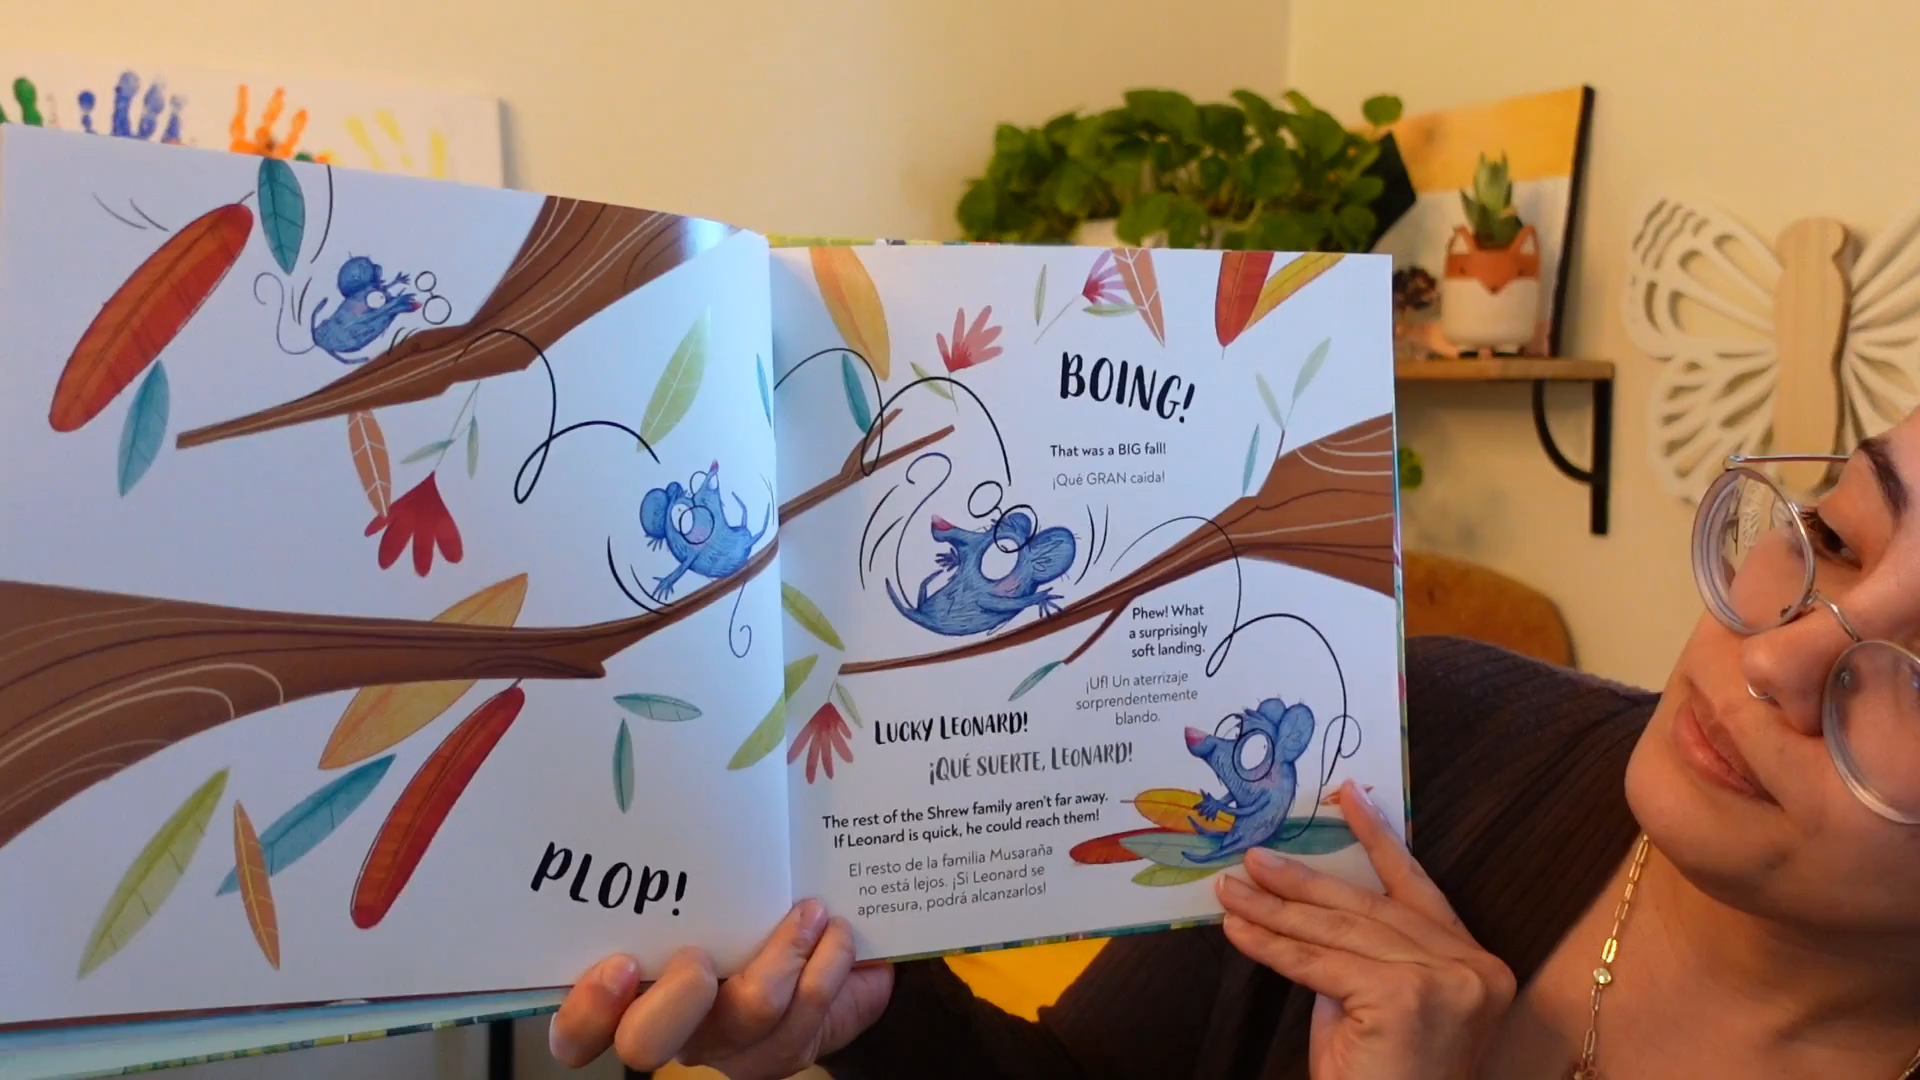 PLOP!
BOING!
That was a BIG fall!
¡Qué GRAN caída!
Phew! What
a surprisingly
soft landing.
¡Uf! Un aterrizaje
sorprendentemente
blando.
LUCKY LEONARD!
¡QUÉ SUERTE, LEONARD!
The rest of the Shrew family aren't far away.
If Leonard is quick, he could reach them!
El resto de la familia Musaraña
no está lejos. ¡Si Leonard se
apresura, podrá alcanzarlos!